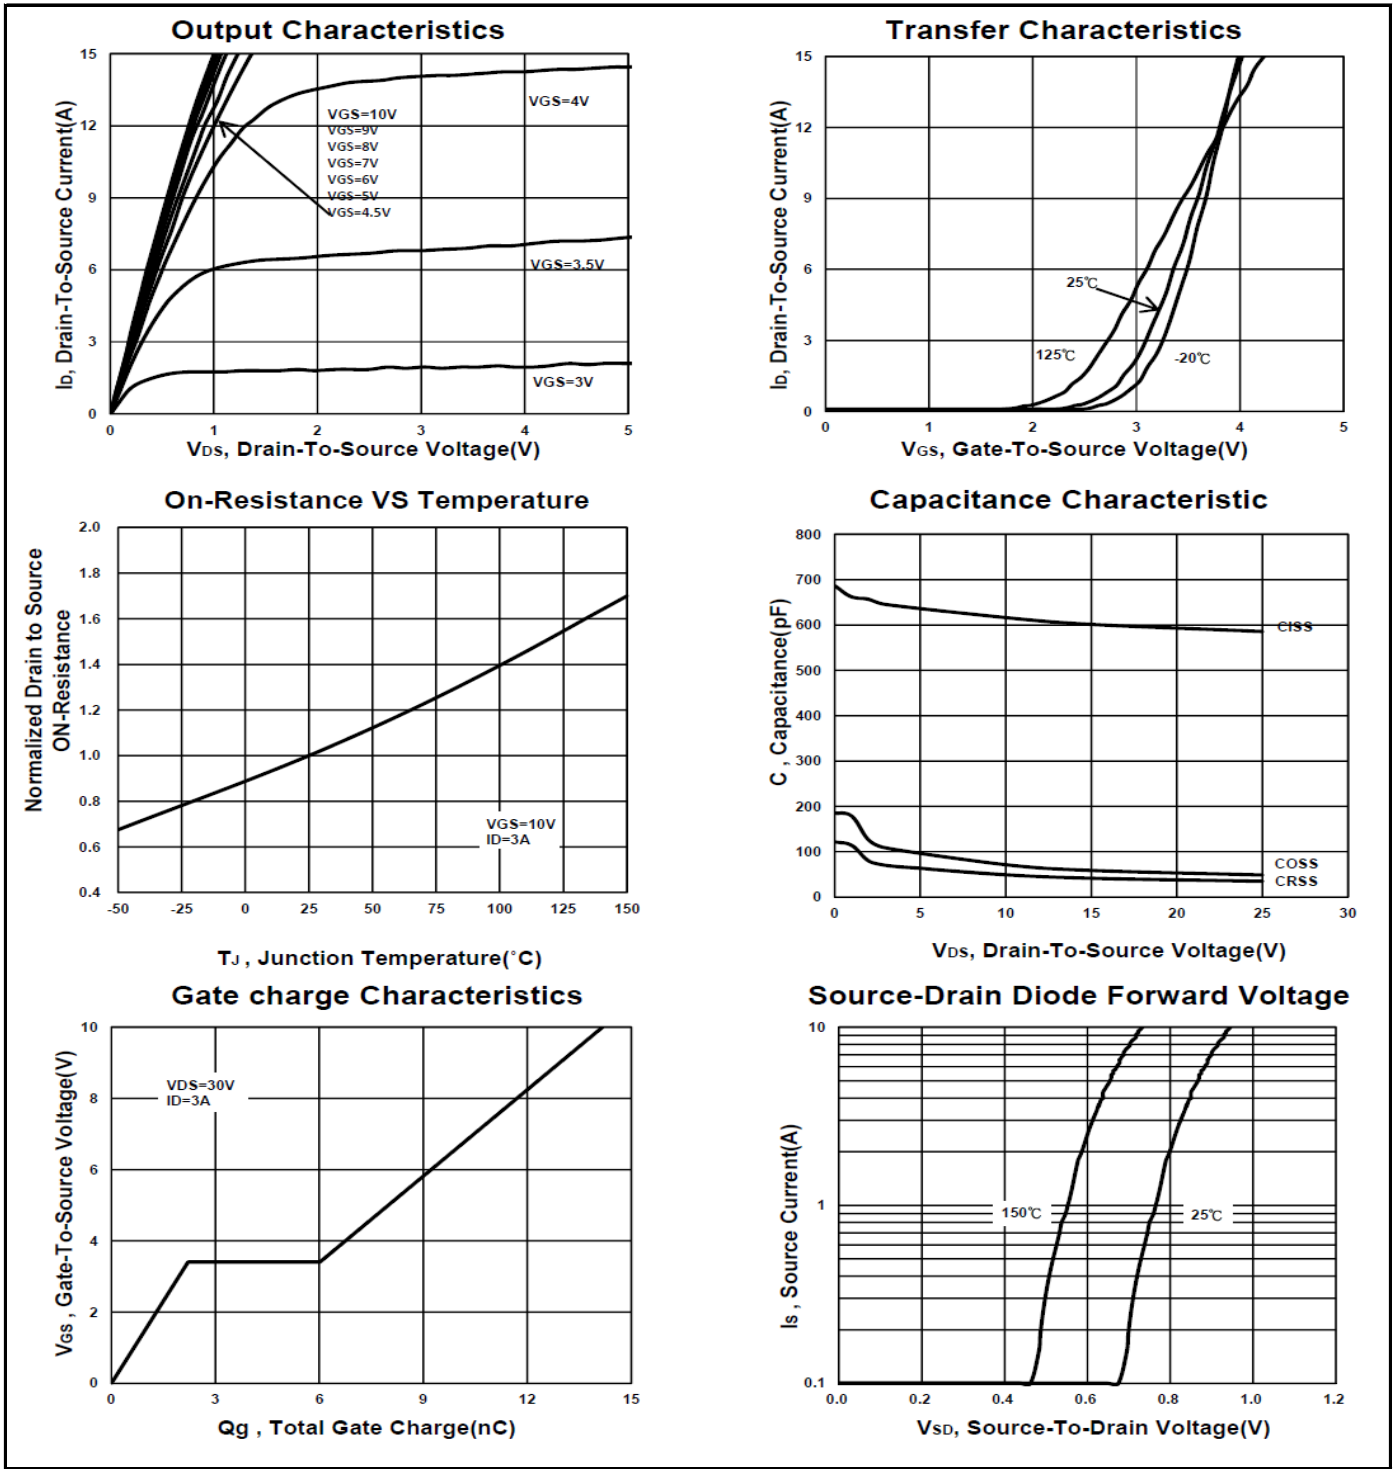 Output Characteristics
15
12
9
6
3
0
ID, Drain-To-Source Current(A)
VGS=10V
VGS=9V
VGS=8V
VGS=7V
VGS=6V
VGS=5V
VGS=4.5V
VGS=4V
VGS=3.5V
VGS=3V
0 1 2 3 4 5
VDS, Drain-To-Source Voltage(V)
Transfer Characteristics
15
12
9
6
3
0
ID, Drain-To-Source Current(A)
25℃
125℃
-20℃
0 1 2 3 4 5
VGS, Gate-To-Source Voltage(V)
On-Resistance VS Temperature
2.0
1.8
1.6
1.4
1.2
1.0
0.8
0.6
0.4
Normalized Drain to Source
ON-Resistance
VGS=10V
ID=3A
-50 -25 0 25 50 75 100 125 150
TJ , Junction Temperature(°C)
Capacitance Characteristic
800
700
600
500
400
300
200
100
0
C , Capacitance(pF)
CISS
COSS
CRSS
0 5 10 15 20 25 30
VDS, Drain-To-Source Voltage(V)
Gate charge Characteristics
10
8
6
4
2
0
VGS , Gate-To-Source Voltage(V)
VDS=30V
ID=3A
0 3 6 9 12 15
Qg , Total Gate Charge(nC)
Source-Drain Diode Forward Voltage
10
1
0.1
IS , Source Current(A)
150℃
25℃
0.0 0.2 0.4 0.6 0.8 1.0 1.2
VSD, Source-To-Drain Voltage(V)